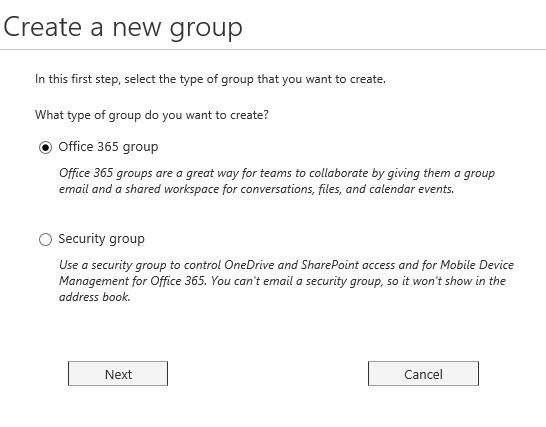 Create a new group
In this first step, select the type of group that you want to create.
What type of group do you want to create?
Office 365 group
Office 365 groups are a great way for teams to collaborate by giving them a group
email and a shared workspace for conversations, files, and calendar events.
Security group
Use a security group to control OneDrive and SharePoint access and for Mobile Device
Management for Office 365. You can't email a security group, so it won't show in the
address book.
Next
Cancel